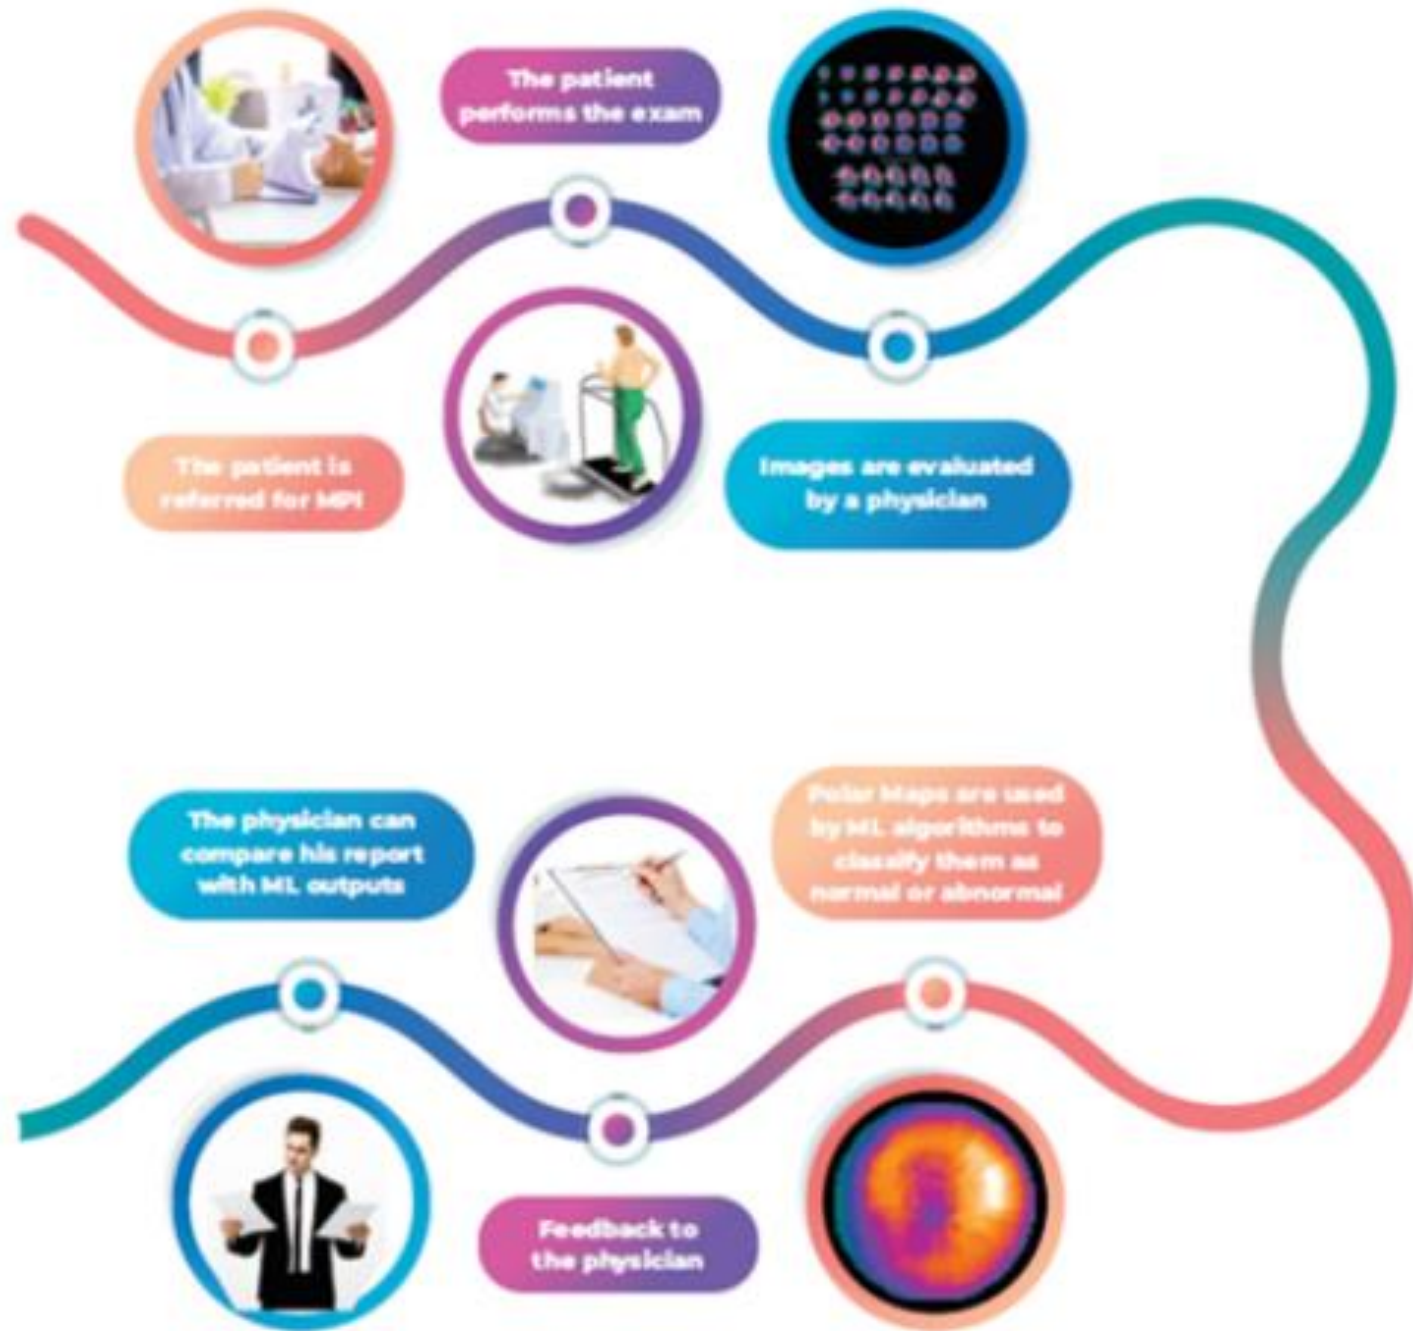 The patient is
referred for MPI
The patient
performs the exam
Images are evaluated
by a physician
Polar Maps are used
by ML algorithms to
classify them as
normal or abnormal
Feedback to
the physician
The physician can
compare his report
with ML outputs